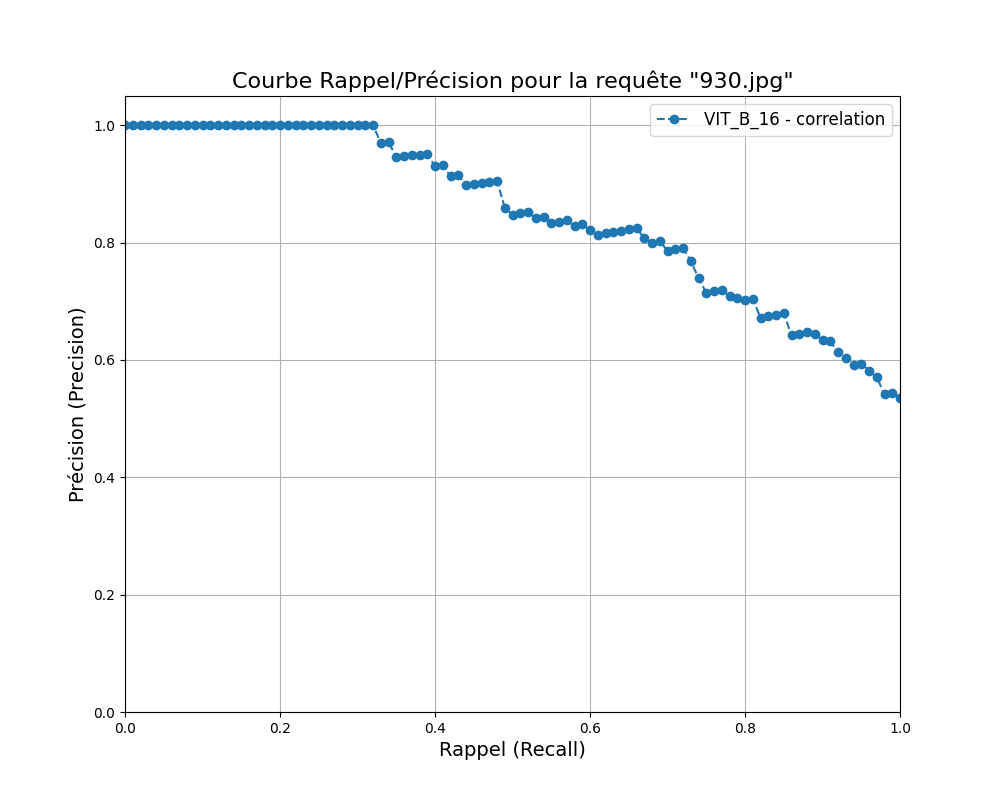 Courbe Rappel/Précision pour la requête "930.jpg"
VIT_B_16 - correlation
1.0
0.8
0.6
0.4
0.2
0.0
Précision (Precision)
0.0 0.2 0.4 0.6 0.8 1.0
Rappel (Recall)